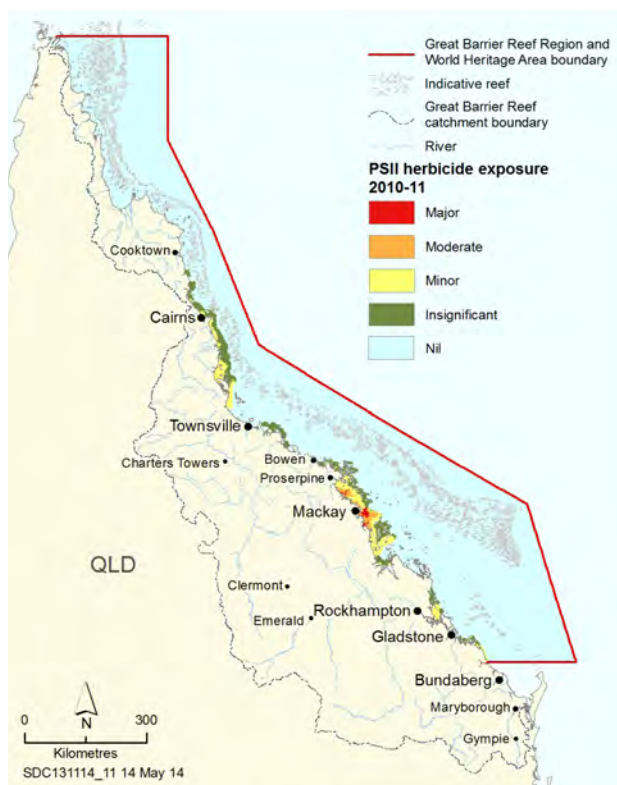 Great Barrier Reef Region and
World Heritage Area boundary
Indicative reef
Great Barrier Reef
catchment boundary
River
PSII herbicide exposure
2010-11
Major
Moderate
Minor
Insignificant
Nil
Cooktown
Cairns
Townsville
Charters Towers
Bowen
Proserpine
Mackay
QLD
Clermont
Emerald
Rockhampton
Gladstone
Bundaberg
Maryborough
Gympie
0 300
N
Kilometres
SDC131114_11 14 May 14